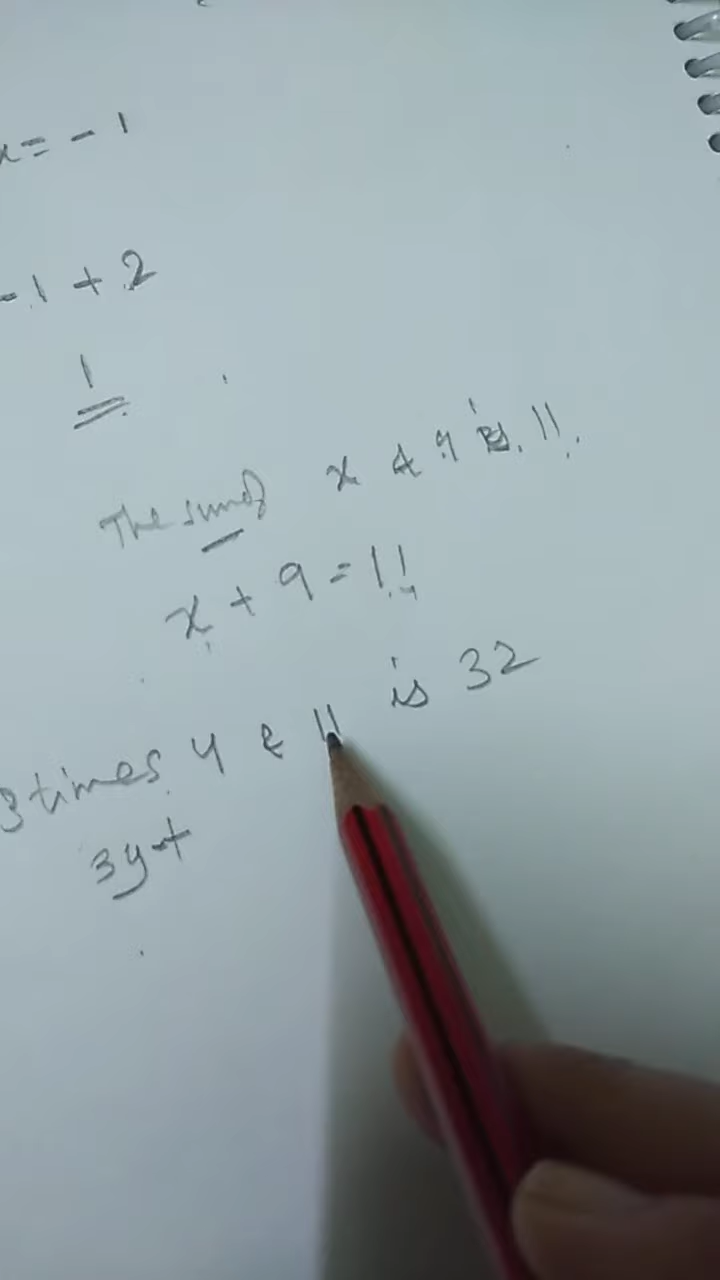 x = - 1
- 1 + 2
1
The sum of x & 9 is 11.
x + 9 = 11
3 times y & 11 is 32
3y +